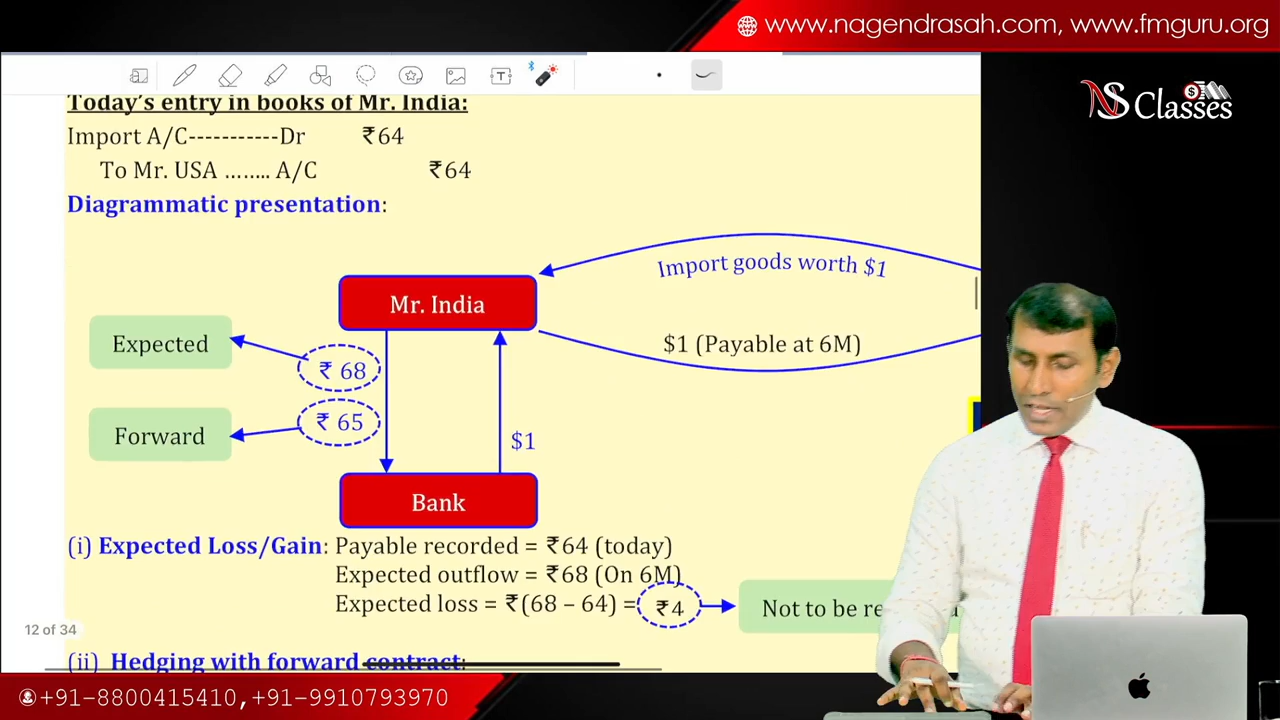 www.nagendrasah.com, www.fmguru.org
NS Classes
Today's entry in books of Mr. India:
Import A/C-----------Dr ₹64
To Mr. USA …….. A/C ₹64
Diagrammatic presentation:
Import goods worth $1
Mr. India
Expected
₹ 68
$1 (Payable at 6M)
Forward
₹ 65
$1
Bank
(i) Expected Loss/Gain: Payable recorded = ₹64 (today)
Expected outflow = ₹68 (On 6M)
Expected loss = ₹(68 – 64) = ₹4
Not to be re
12 of 34
(ii) Hedging with forward contract:
+91-8800415410,+91-9910793970